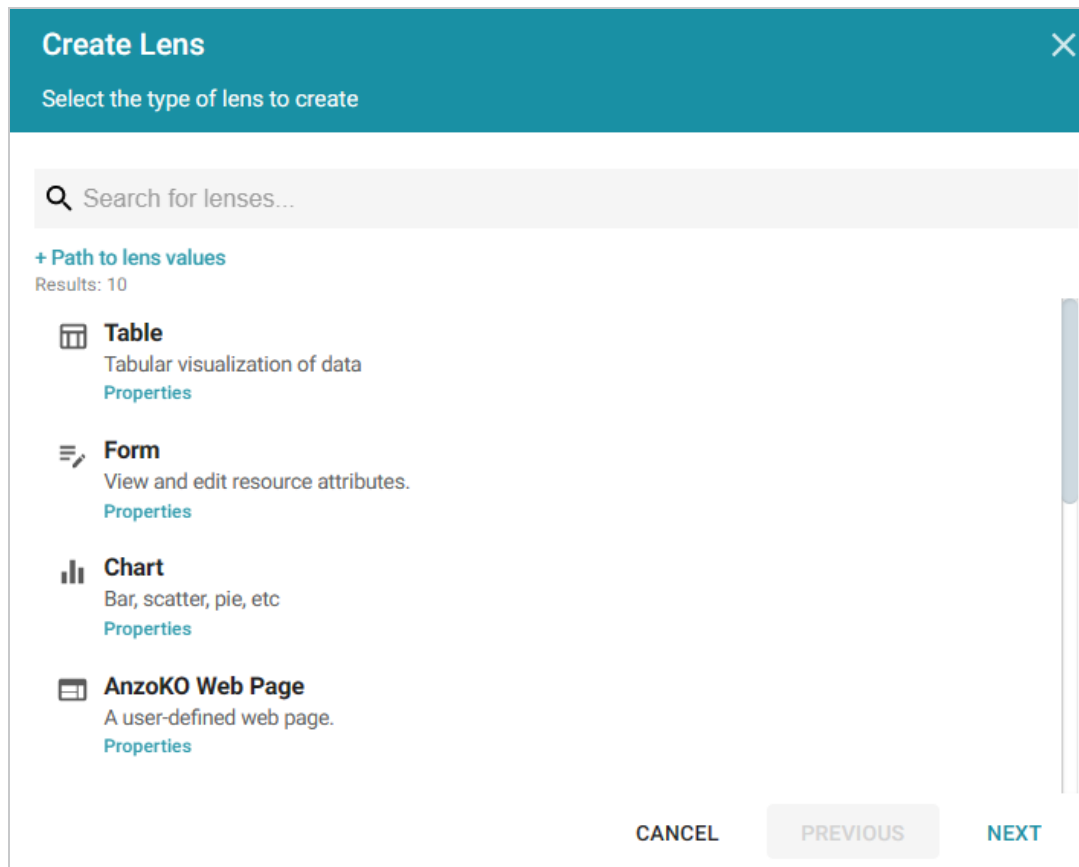 Create Lens
Select the type of lens to create
Search for lenses...
+ Path to lens values
Results: 10
Table
Tabular visualization of data
Properties
Form
View and edit resource attributes.
Properties
Chart
Bar, scatter, pie, etc
Properties
AnzoKO Web Page
A user-defined web page.
Properties
CANCEL PREVIOUS NEXT